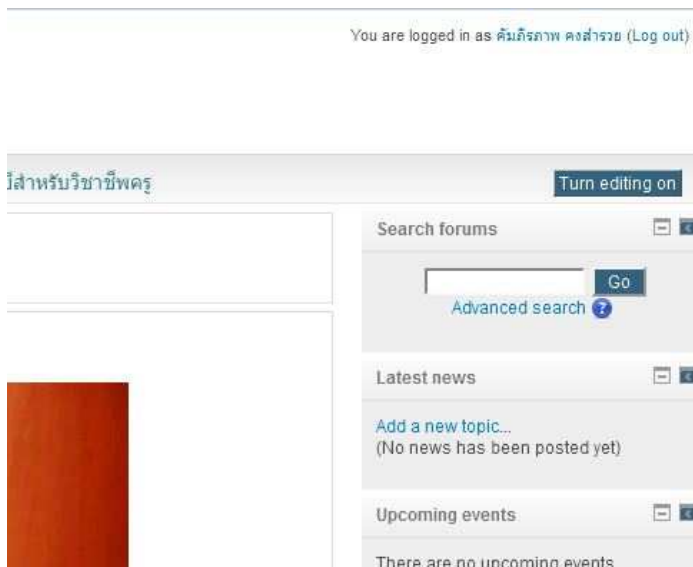 You are logged in as คัมภิรภาพ คงสำรวย (Log out)
สำหรับวิชาชีพครู
Turn editing on
Search forums
Go
Advanced search
Latest news
Add a new topic...
(No news has been posted yet)
Upcoming events
There are no upcoming events